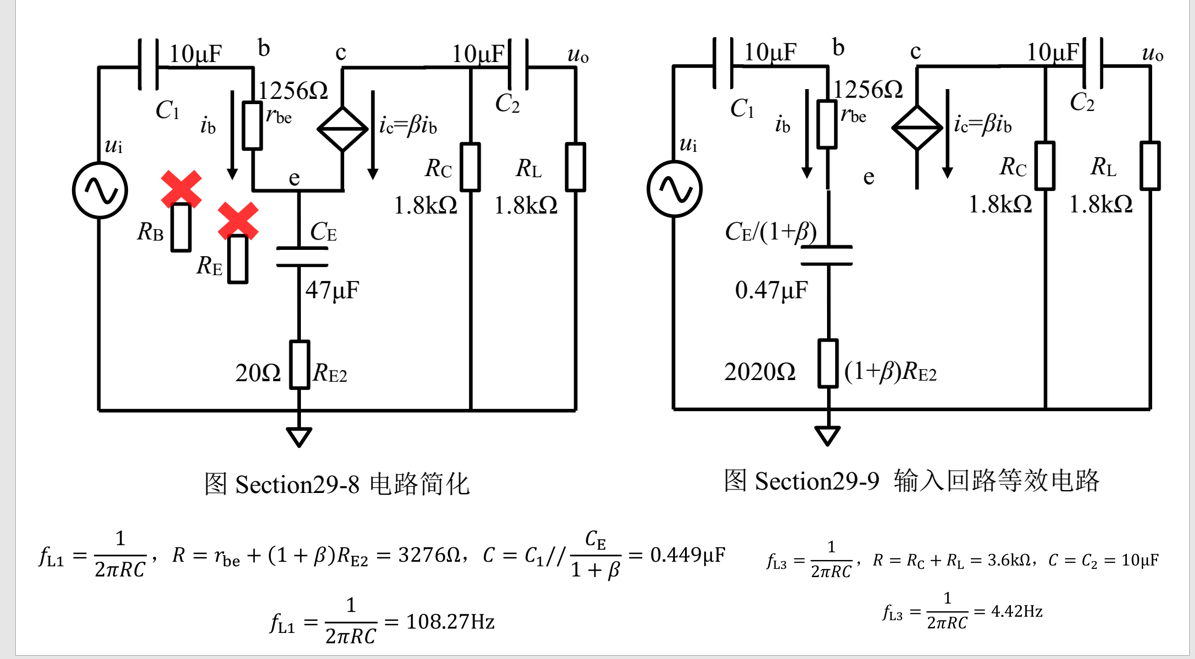 10μF
b
c
10μF
uo
C1
1256Ω
rbe
ib
ic=βib
C2
ui
e
RC
1.8kΩ
RL
1.8kΩ
RB
RE
CE
47μF
20Ω
RE2
图 Section29-8 电路简化
10μF
b
c
10μF
uo
C1
1256Ω
rbe
ib
ic=βib
C2
ui
e
RC
1.8kΩ
RL
1.8kΩ
CE/(1+β)
0.47μF
2020Ω
(1+β)RE2
图 Section29-9 输入回路等效电路
fL1 = 1/2πRC, R = rbe + (1 + β)RE2 = 3276Ω, C = C1// CE/1 + β = 0.449μF
fL1 = 1/2πRC = 108.27Hz
fL3 = 1/2πRC, R = RC + RL = 3.6kΩ, C = C2 = 10μF
fL3 = 1/2πRC = 4.42Hz